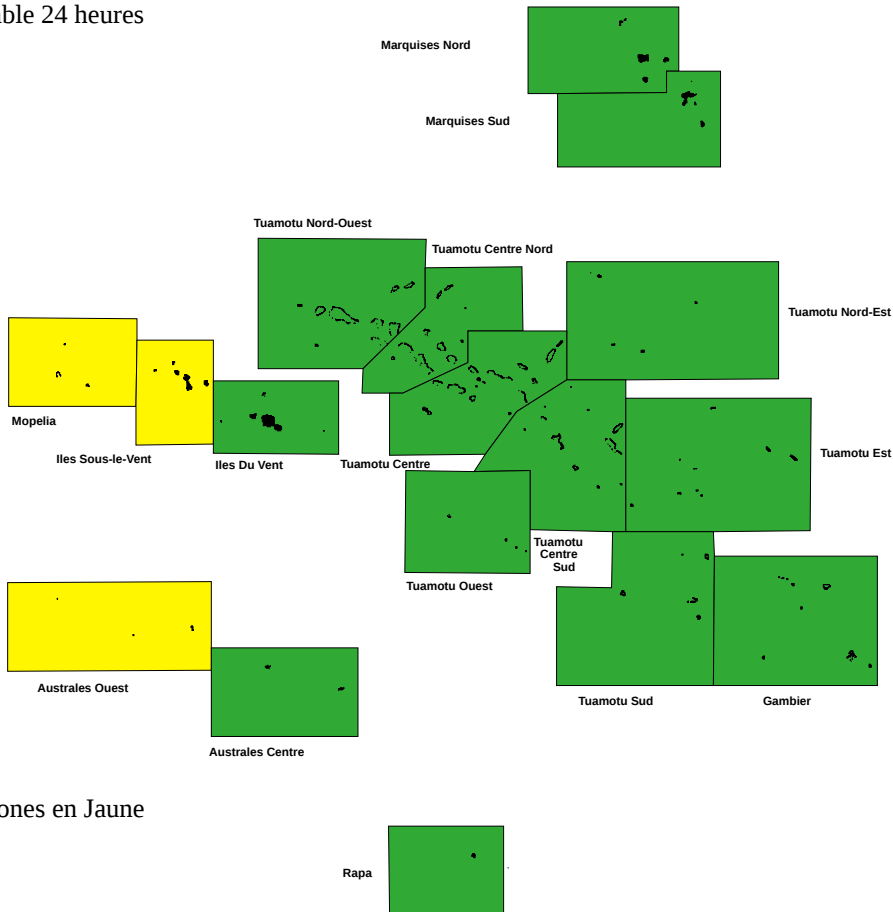 24 heures
Marquises Nord
Marquises Sud
Tuamotu Nord-Ouest
Tuamotu Centre Nord
Tuamotu Nord-Est
Mopelia
Iles Sous-le-Vent
Iles Du Vent
Tuamotu Centre
Tuamotu Est
Tuamotu
Centre
Sud
Tuamotu Ouest
Australes Ouest
Tuamotu Sud
Gambier
Australes Centre
en Jaune
Rapa